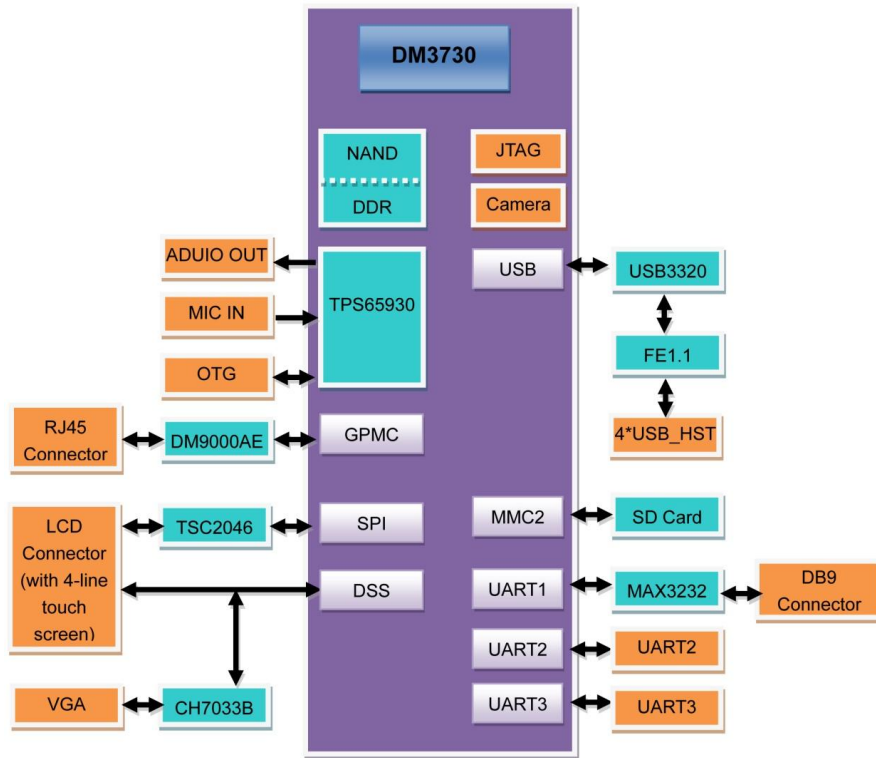 DM3730
NAND
DDR
JTAG
Camera
ADUIO OUT
MIC IN
OTG
TPS65930
USB
USB3320
FE1.1
4*USB_HST
RJ45
Connector
DM9000AE
GPMC
LCD
Connector
(with 4-line
touch
screen)
TSC2046
SPI
DSS
VGA
CH7033B
MMC2
SD Card
UART1
MAX3232
DB9
Connector
UART2
UART2
UART3
UART3